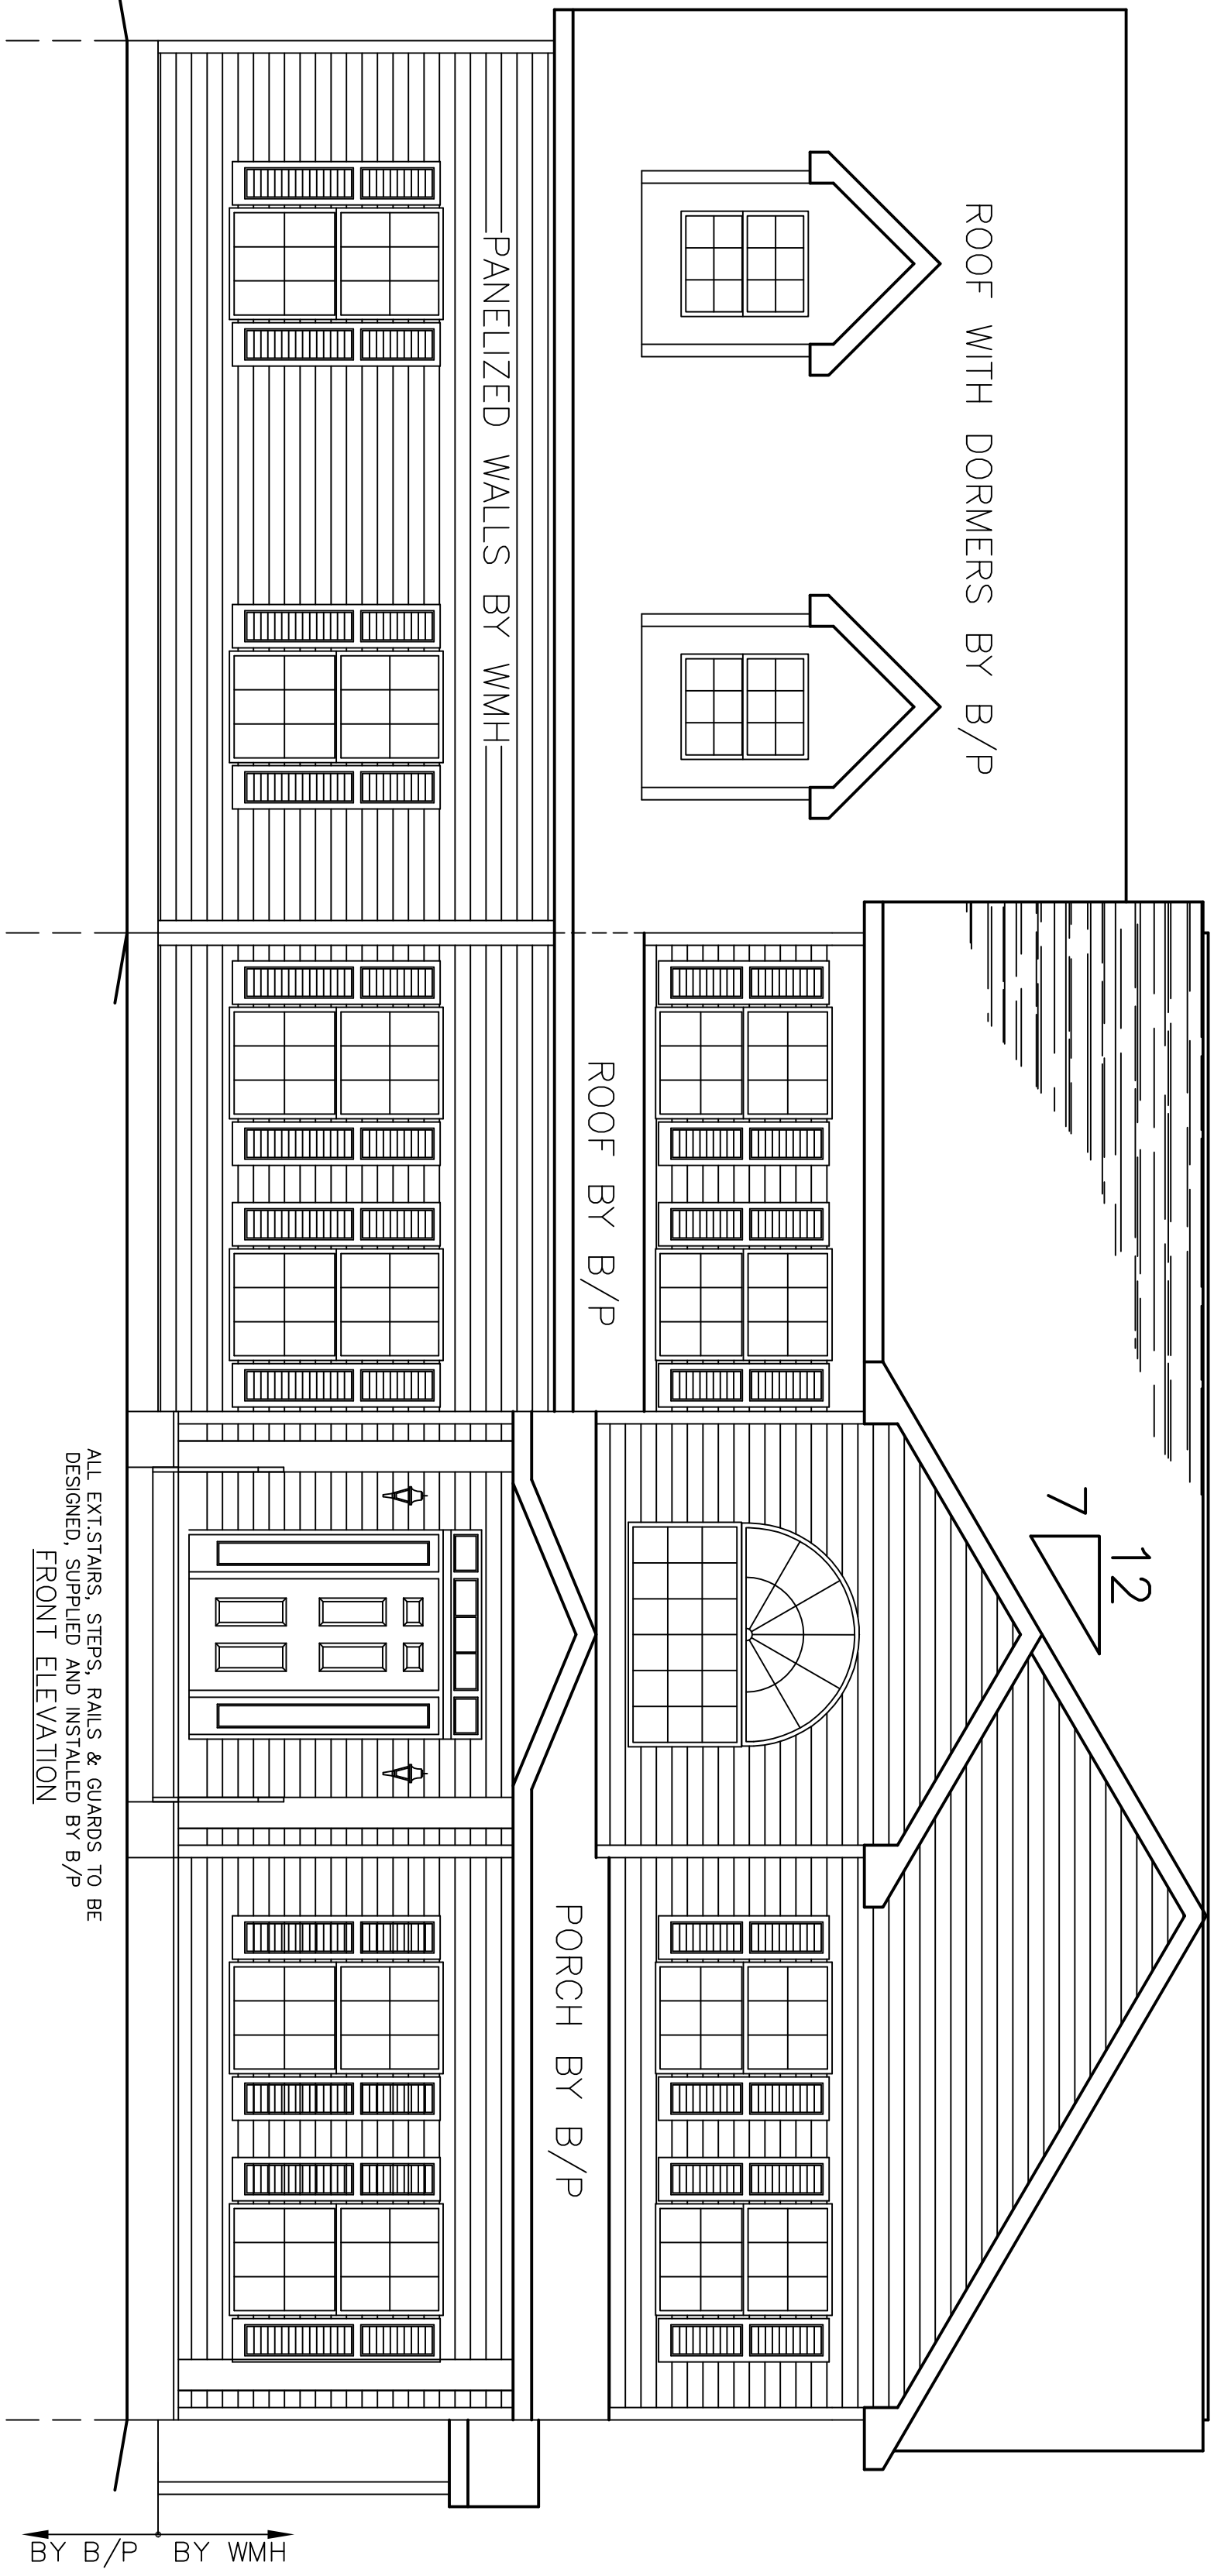 ROOF WITH DORMERS BY B/P
12
7
ROOF BY B/P
PORCH BY B/P
PANELIZED WALLS BY WMH
BY WMH
BY B/P
ALL EXT.STAIRS, STEPS, RAILS & GUARDS TO BE
DESIGNED, SUPPLIED AND INSTALLED BY B/P
FRONT ELEVATION